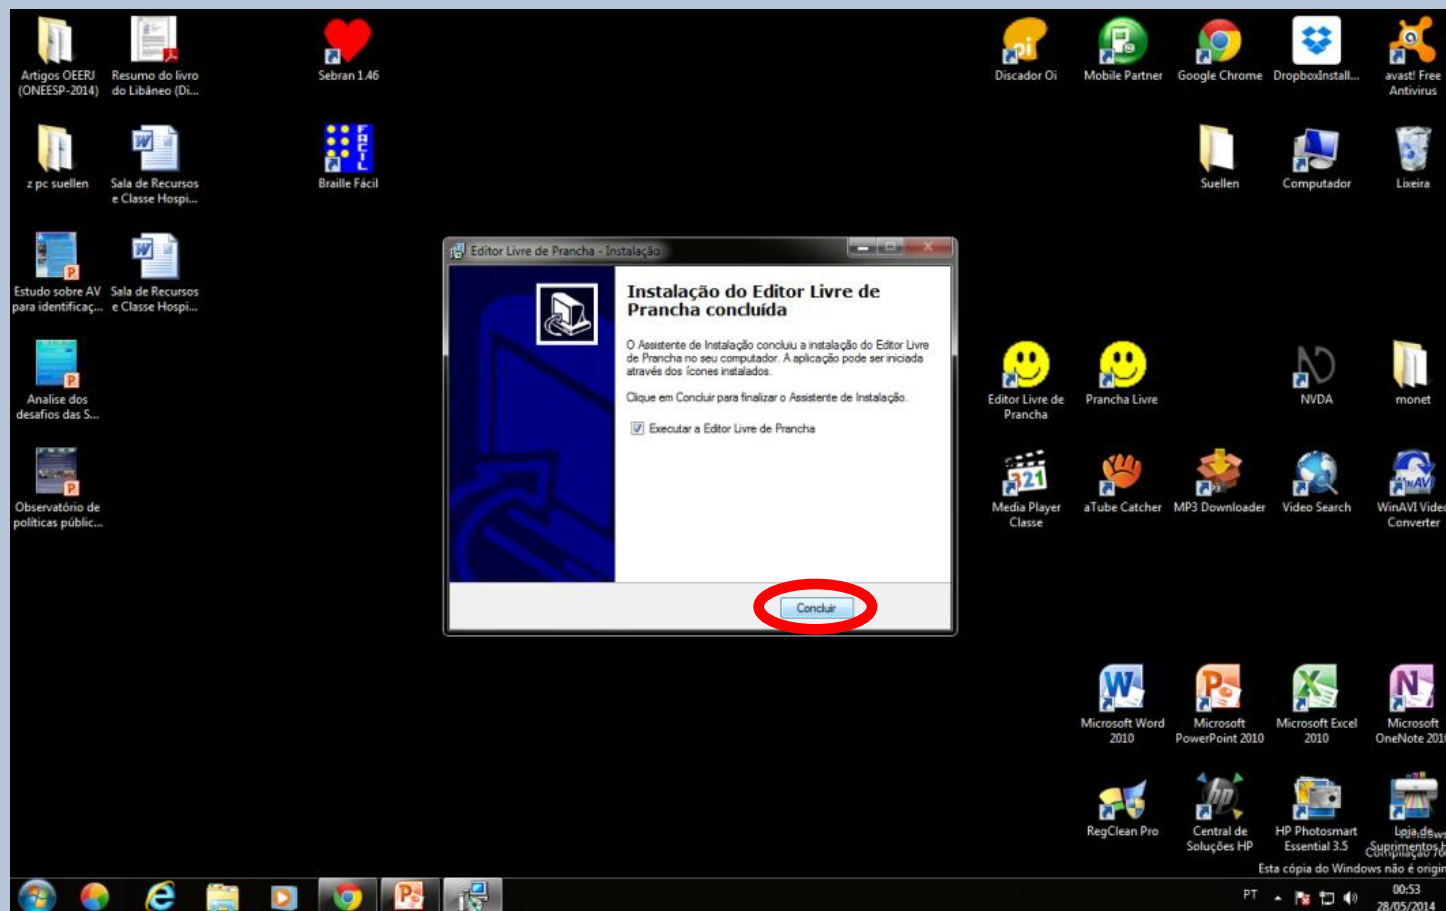 Artigos OEERJ
(ONEESP-2014)
Resumo do livro
do Libâneo (Di...
Sebran 1.46
Discador Oi
Mobile Partner
Google Chrome
DropboxInstall...
avast! Free
Antivirus
z pc suellen
Sala de Recursos
e Classe Hospi...
FACIL
Braille Fácil
Suellen
Computador
Lixeira
Estudo sobre AV
para identificaç...
Sala de Recursos
e Classe Hospi...
Editor Livre de Prancha - Instalação
Instalação do Editor Livre de
Prancha concluída
O Assistente de Instalação concluiu a instalação do Editor Livre
de Prancha no seu computador. A aplicação pode ser iniciada
através dos ícones instalados.
Clique em Concluir para finalizar o Assistente de Instalação.
Executar a Editor Livre de Prancha
Concluir
Analise dos
desafios das S...
Editor Livre de
Prancha
Prancha Livre
NVDA
monet
Observatório de
políticas públic...
321
Media Player
Classe
aTube Catcher
MP3 Downloader
Video Search
WinAVI Video
Converter
Microsoft Word
2010
Microsoft
PowerPoint 2010
Microsoft Excel
2010
Microsoft
OneNote 2010
RegClean Pro
hp
Central de
Soluções HP
HP Photosmart
Essential 3.5
Loja de
Suprimentos H
Esta cópia do Windows não é origin
PT
00:53
28/05/2014